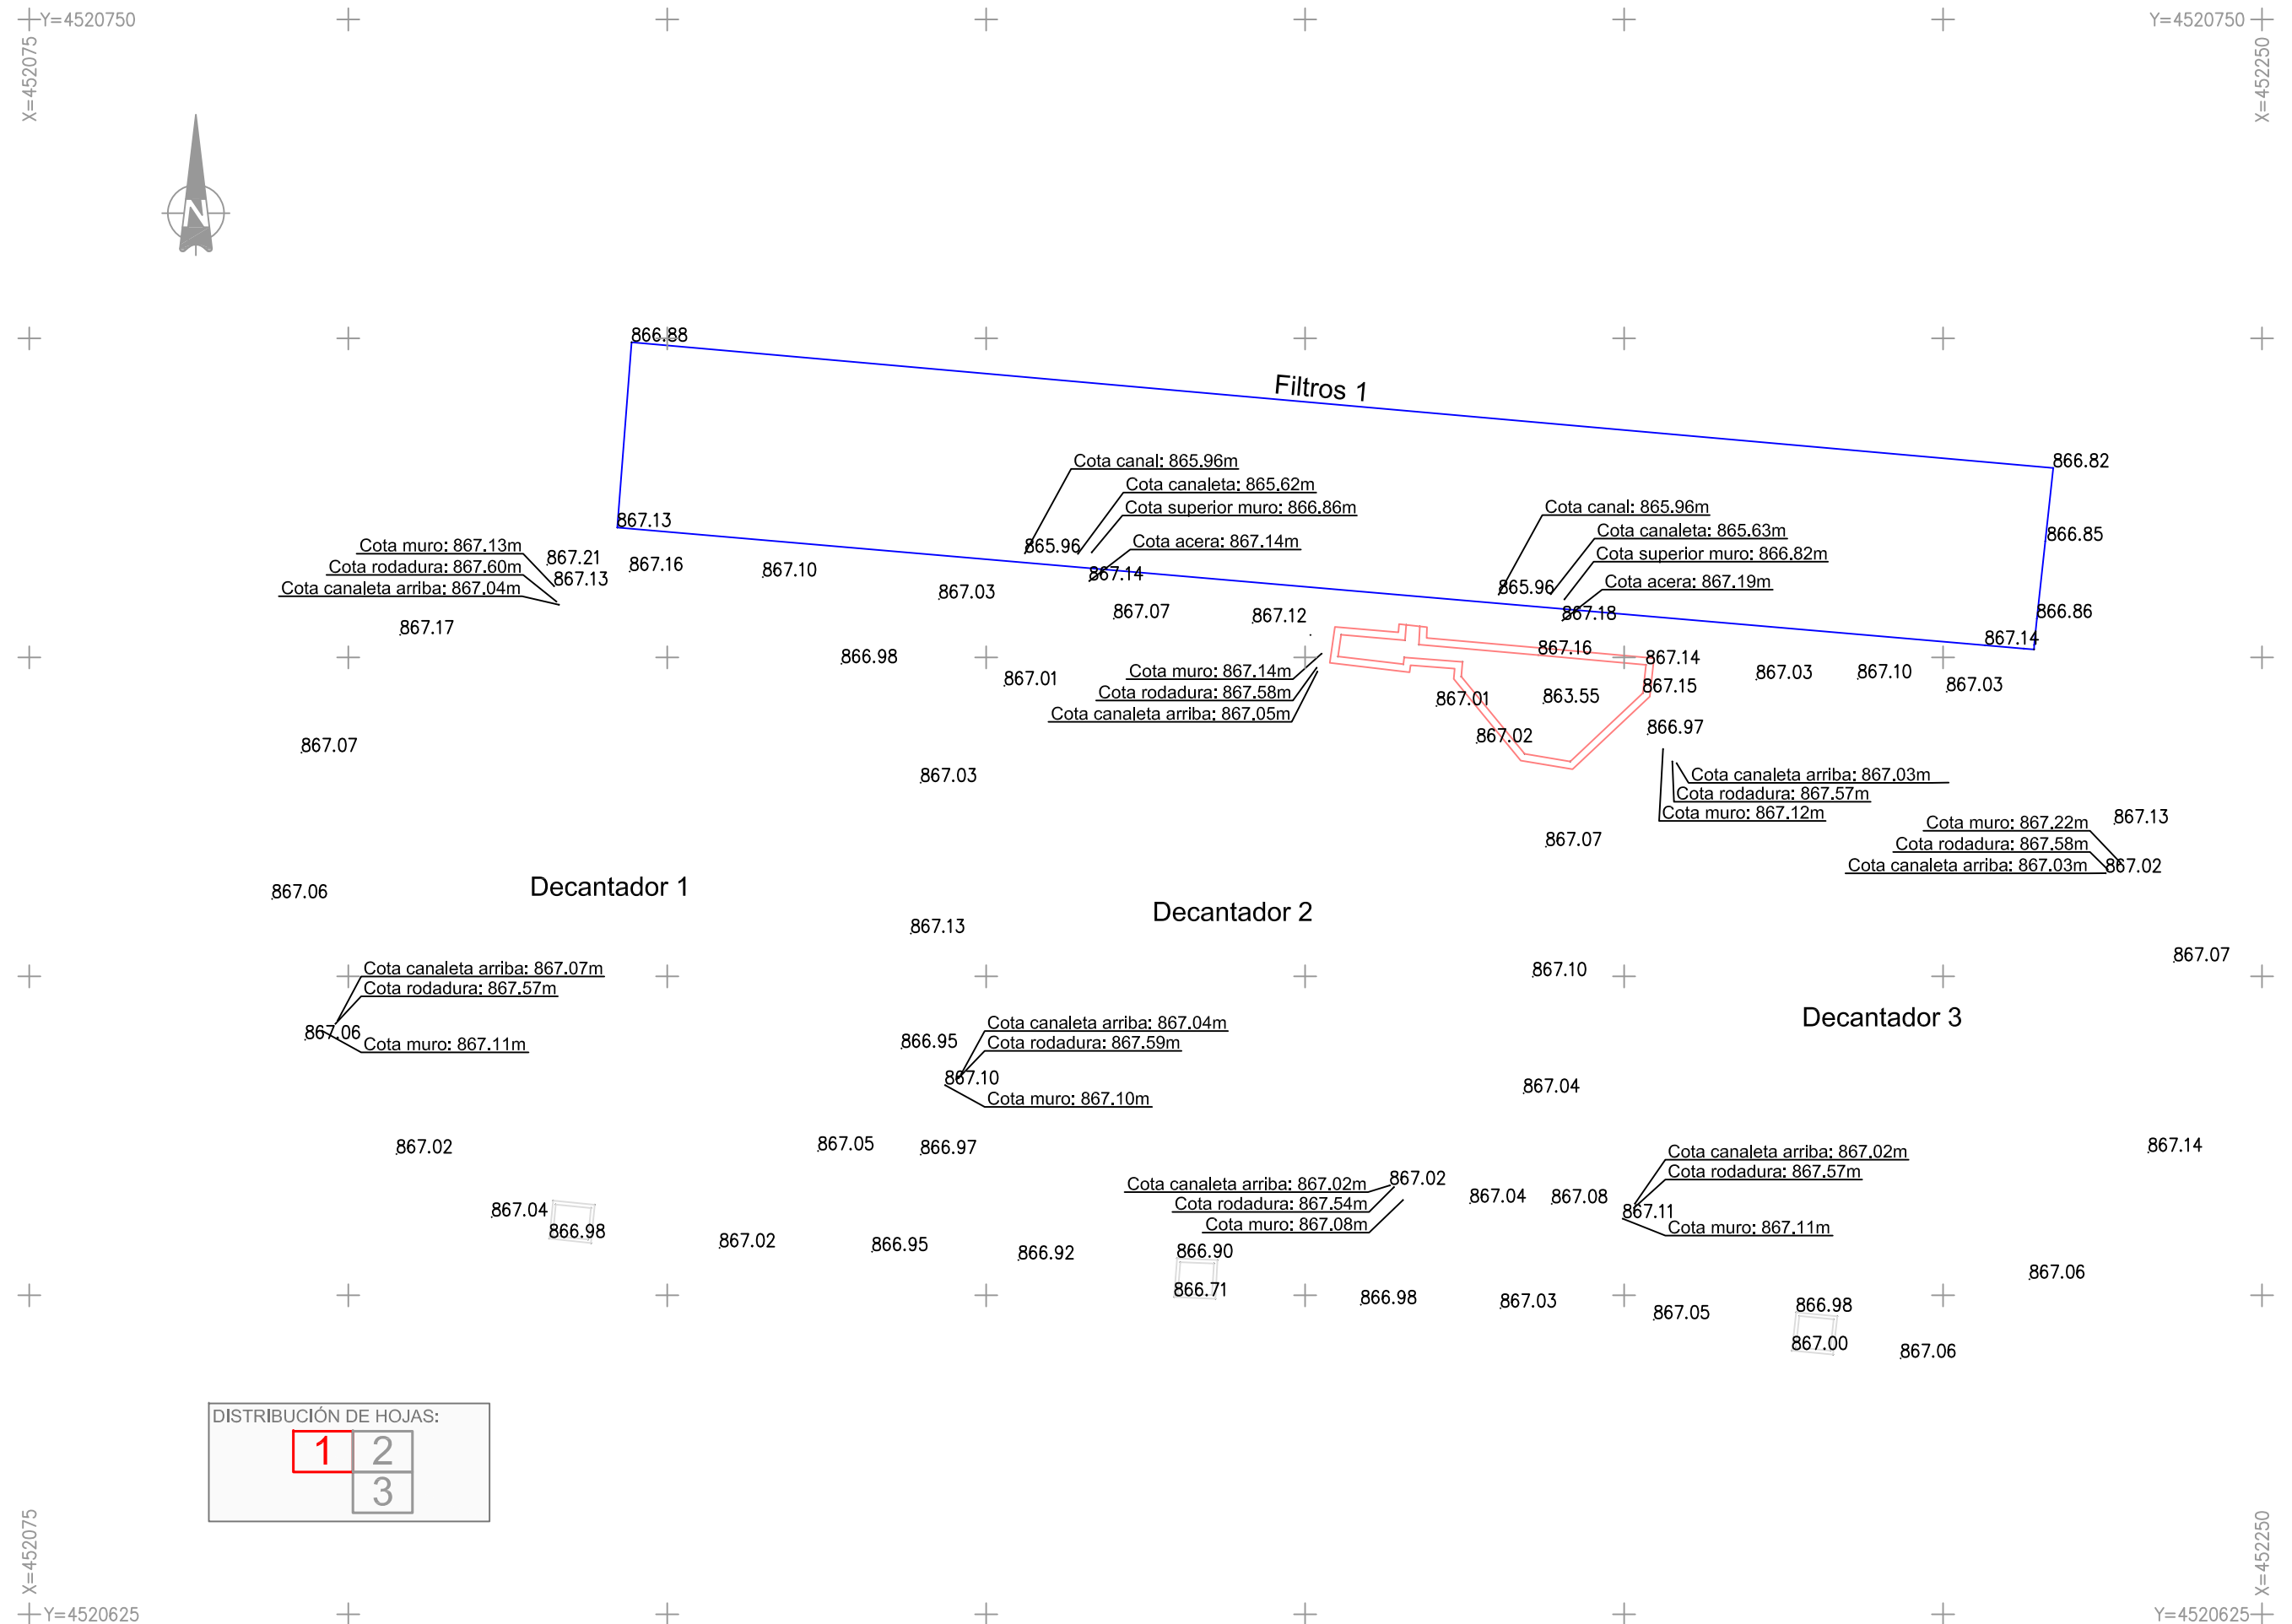 Y=4520750
Y=4520750
X=452075
X=452250
N
866.88
Filtros 1
866.82
Cota canal: 865.96m
Cota canaleta: 865.62m
Cota superior muro: 866.86m
Cota acera: 867.14m
865.96
867.14
Cota canal: 865.96m
Cota canaleta: 865.63m
Cota superior muro: 866.82m
Cota acera: 867.19m
865.96
867.18
866.85
867.13
Cota muro: 867.13m
Cota rodadura: 867.60m
Cota canaleta arriba: 867.04m
867.21
867.13
867.16
867.10
867.03
867.07
867.12
866.86
867.14
867.17
866.98
867.01
867.16
867.14
867.15
867.03
867.10
867.03
Cota muro: 867.14m
Cota rodadura: 867.58m
Cota canaleta arriba: 867.05m
867.01
863.55
867.02
866.97
867.07
867.03
Cota canaleta arriba: 867.03m
Cota rodadura: 867.57m
Cota muro: 867.12m
867.13
Cota muro: 867.22m
Cota rodadura: 867.58m
Cota canaleta arriba: 867.03m
867.02
867.07
867.06
Decantador 1
Decantador 2
867.13
867.07
867.10
Cota canaleta arriba: 867.07m
Cota rodadura: 867.57m
867.06
Cota muro: 867.11m
Decantador 3
866.95
Cota canaleta arriba: 867.04m
Cota rodadura: 867.59m
867.10
Cota muro: 867.10m
867.04
867.02
867.05
866.97
867.14
Cota canaleta arriba: 867.02m
Cota rodadura: 867.54m
Cota muro: 867.08m
867.02
867.04
867.08
Cota canaleta arriba: 867.02m
Cota rodadura: 867.57m
867.11
Cota muro: 867.11m
867.04
866.98
867.02
866.95
866.92
866.90
866.71
866.98
867.03
867.05
866.98
867.00
867.06
867.06
DISTRIBUCIÓN DE HOJAS:
1 2
3
X=452075
X=452250
Y=4520625
Y=4520625